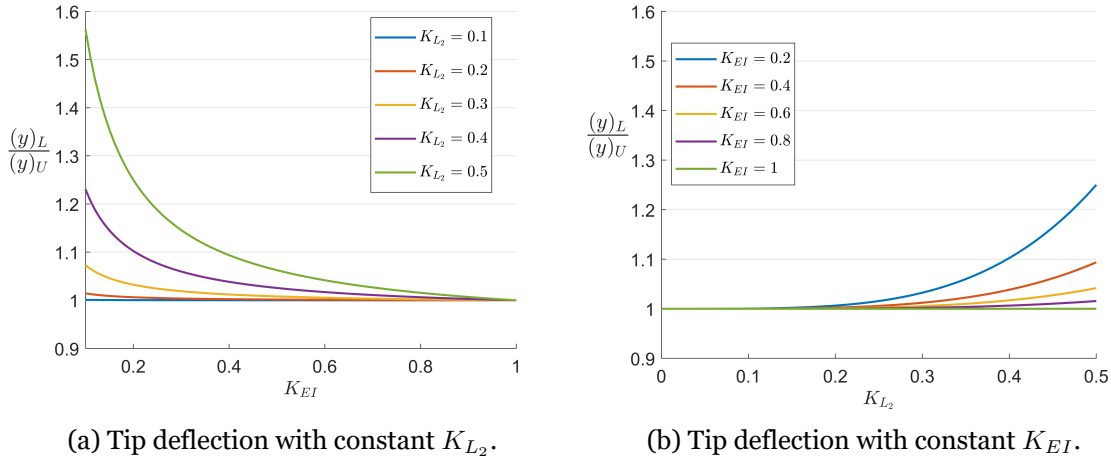 1.6
1.5
1.4
1.3
1.2
1.1
1
0.9
(y)_L
(y)_U
K_{L_2} = 0.1
K_{L_2} = 0.2
K_{L_2} = 0.3
K_{L_2} = 0.4
K_{L_2} = 0.5
0.2 0.4 0.6 0.8 1
K_{EI}
(a) Tip deflection with constant K_{L_2}.
1.6
1.5
1.4
1.3
1.2
1.1
1
0.9
(y)_L
(y)_U
K_{EI} = 0.2
K_{EI} = 0.4
K_{EI} = 0.6
K_{EI} = 0.8
K_{EI} = 1
0 0.1 0.2 0.3 0.4 0.5
K_{L_2}
(b) Tip deflection with constant K_{EI}.